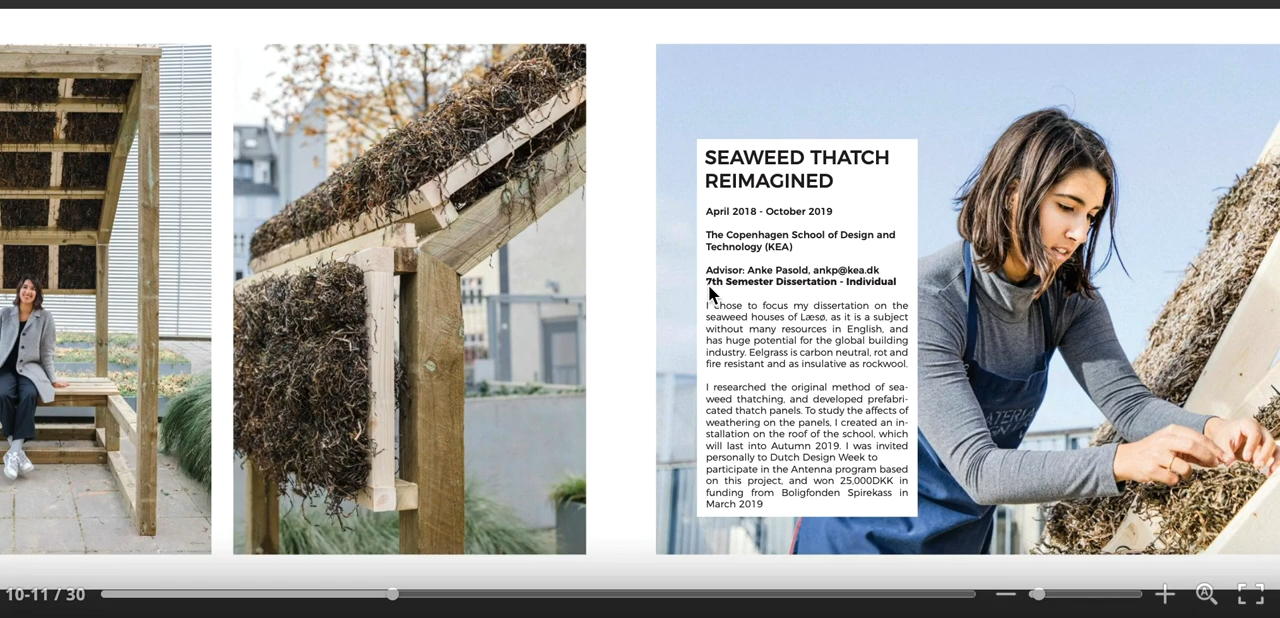 SEAWEED THATCH
REIMAGINED
April 2018 - October 2019
The Copenhagen School of Design and
Technology (KEA)
Advisor: Anke Pasold, ankp@kea.dk
7th Semester Dissertation - Individual
I chose to focus my dissertation on the
seaweed houses of Læsø, as it is a subject
without many resources in English, and
has huge potential for the global building
industry. Eelgrass is carbon neutral, rot and
fire resistant and as insulative as rockwool.
I researched the original method of sea-
weed thatching, and developed prefabri-
cated thatch panels. To study the affects of
weathering on the panels, I created an in-
stallation on the roof of the school, which
will last into Autumn 2019. I was invited
personally to Dutch Design Week to
participate in the Antenna program based
on this project, and won 25,000DKK in
funding from Boligfonden Spirekass in
March 2019
10-11 / 30
A